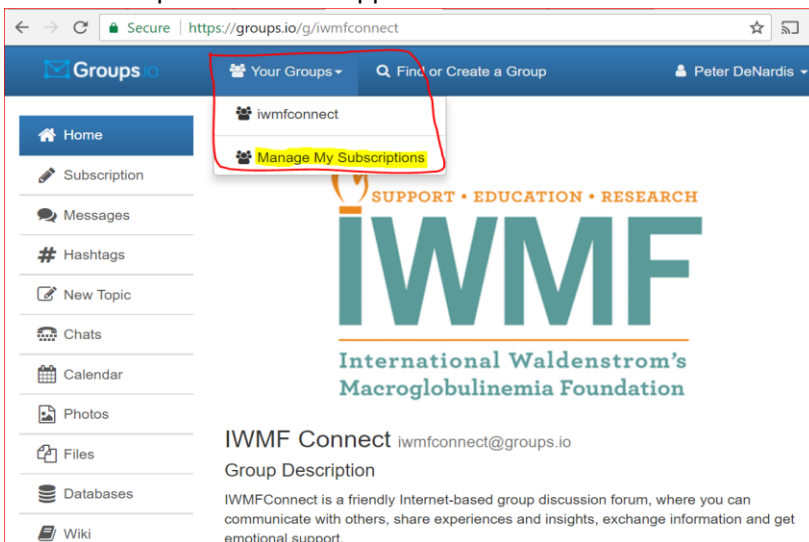 Secure https://groups.io/g/iwmfconnect
Groups.io Your Groups Find or Create a Group Peter DeNardis
iwmfconnect
Manage My Subscriptions
Home
Subscription
Messages
Hashtags
New Topic
Chats
Calendar
Photos
Files
Databases
Wiki
SUPPORT • EDUCATION • RESEARCH
IWMF
International Waldenstrom's
Macroglobulinemia Foundation
IWMF Connect iwmfconnect@groups.io
Group Description
IWMFConnect is a friendly Internet-based group discussion forum, where you can
communicate with others, share experiences and insights, exchange information and get
emotional support.